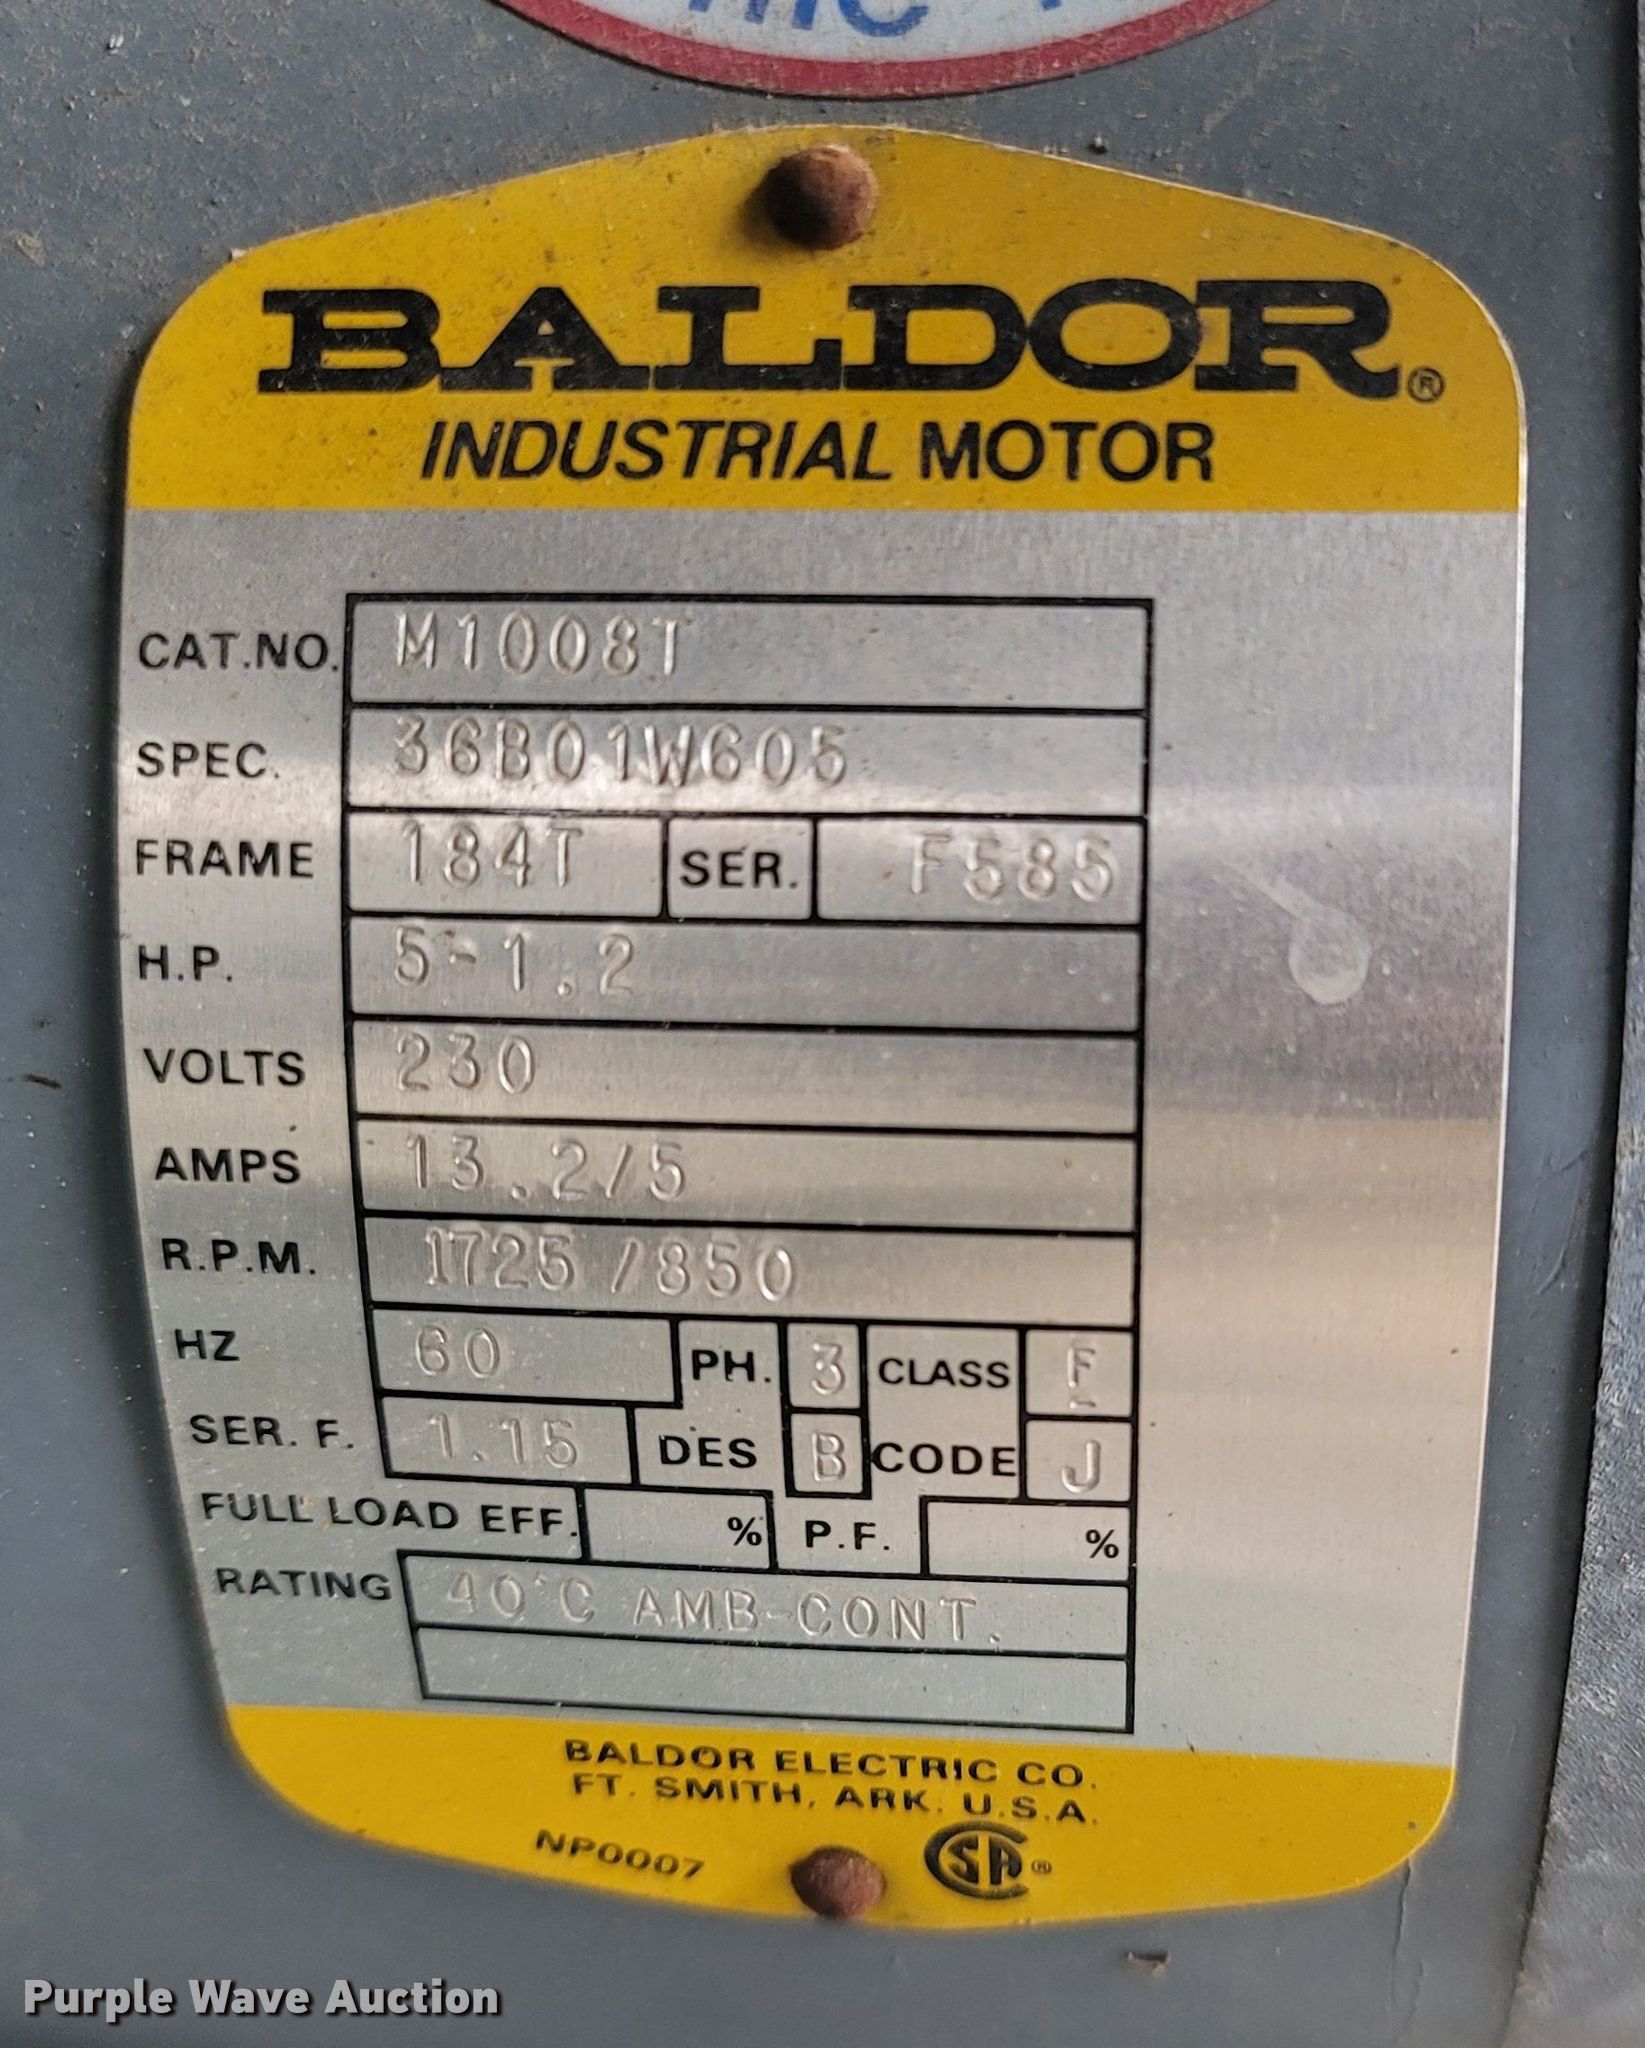 BALDOR®
INDUSTRIAL MOTOR
CAT.NO. M1008T
SPEC. 36B01W605
FRAME 184T SER. F585
H.P. 5-1.2
VOLTS 230
AMPS 13.2/5
R.P.M. 1725/850
HZ 60 PH. 3 CLASS F
SER. F. 1.15 DES B CODE J
FULL LOAD EFF. % P.F. %
RATING 40°C AMB-CONT.
BALDOR ELECTRIC CO.
FT. SMITH, ARK. U.S.A.
NP0007 CSA®
Purple Wave Auction